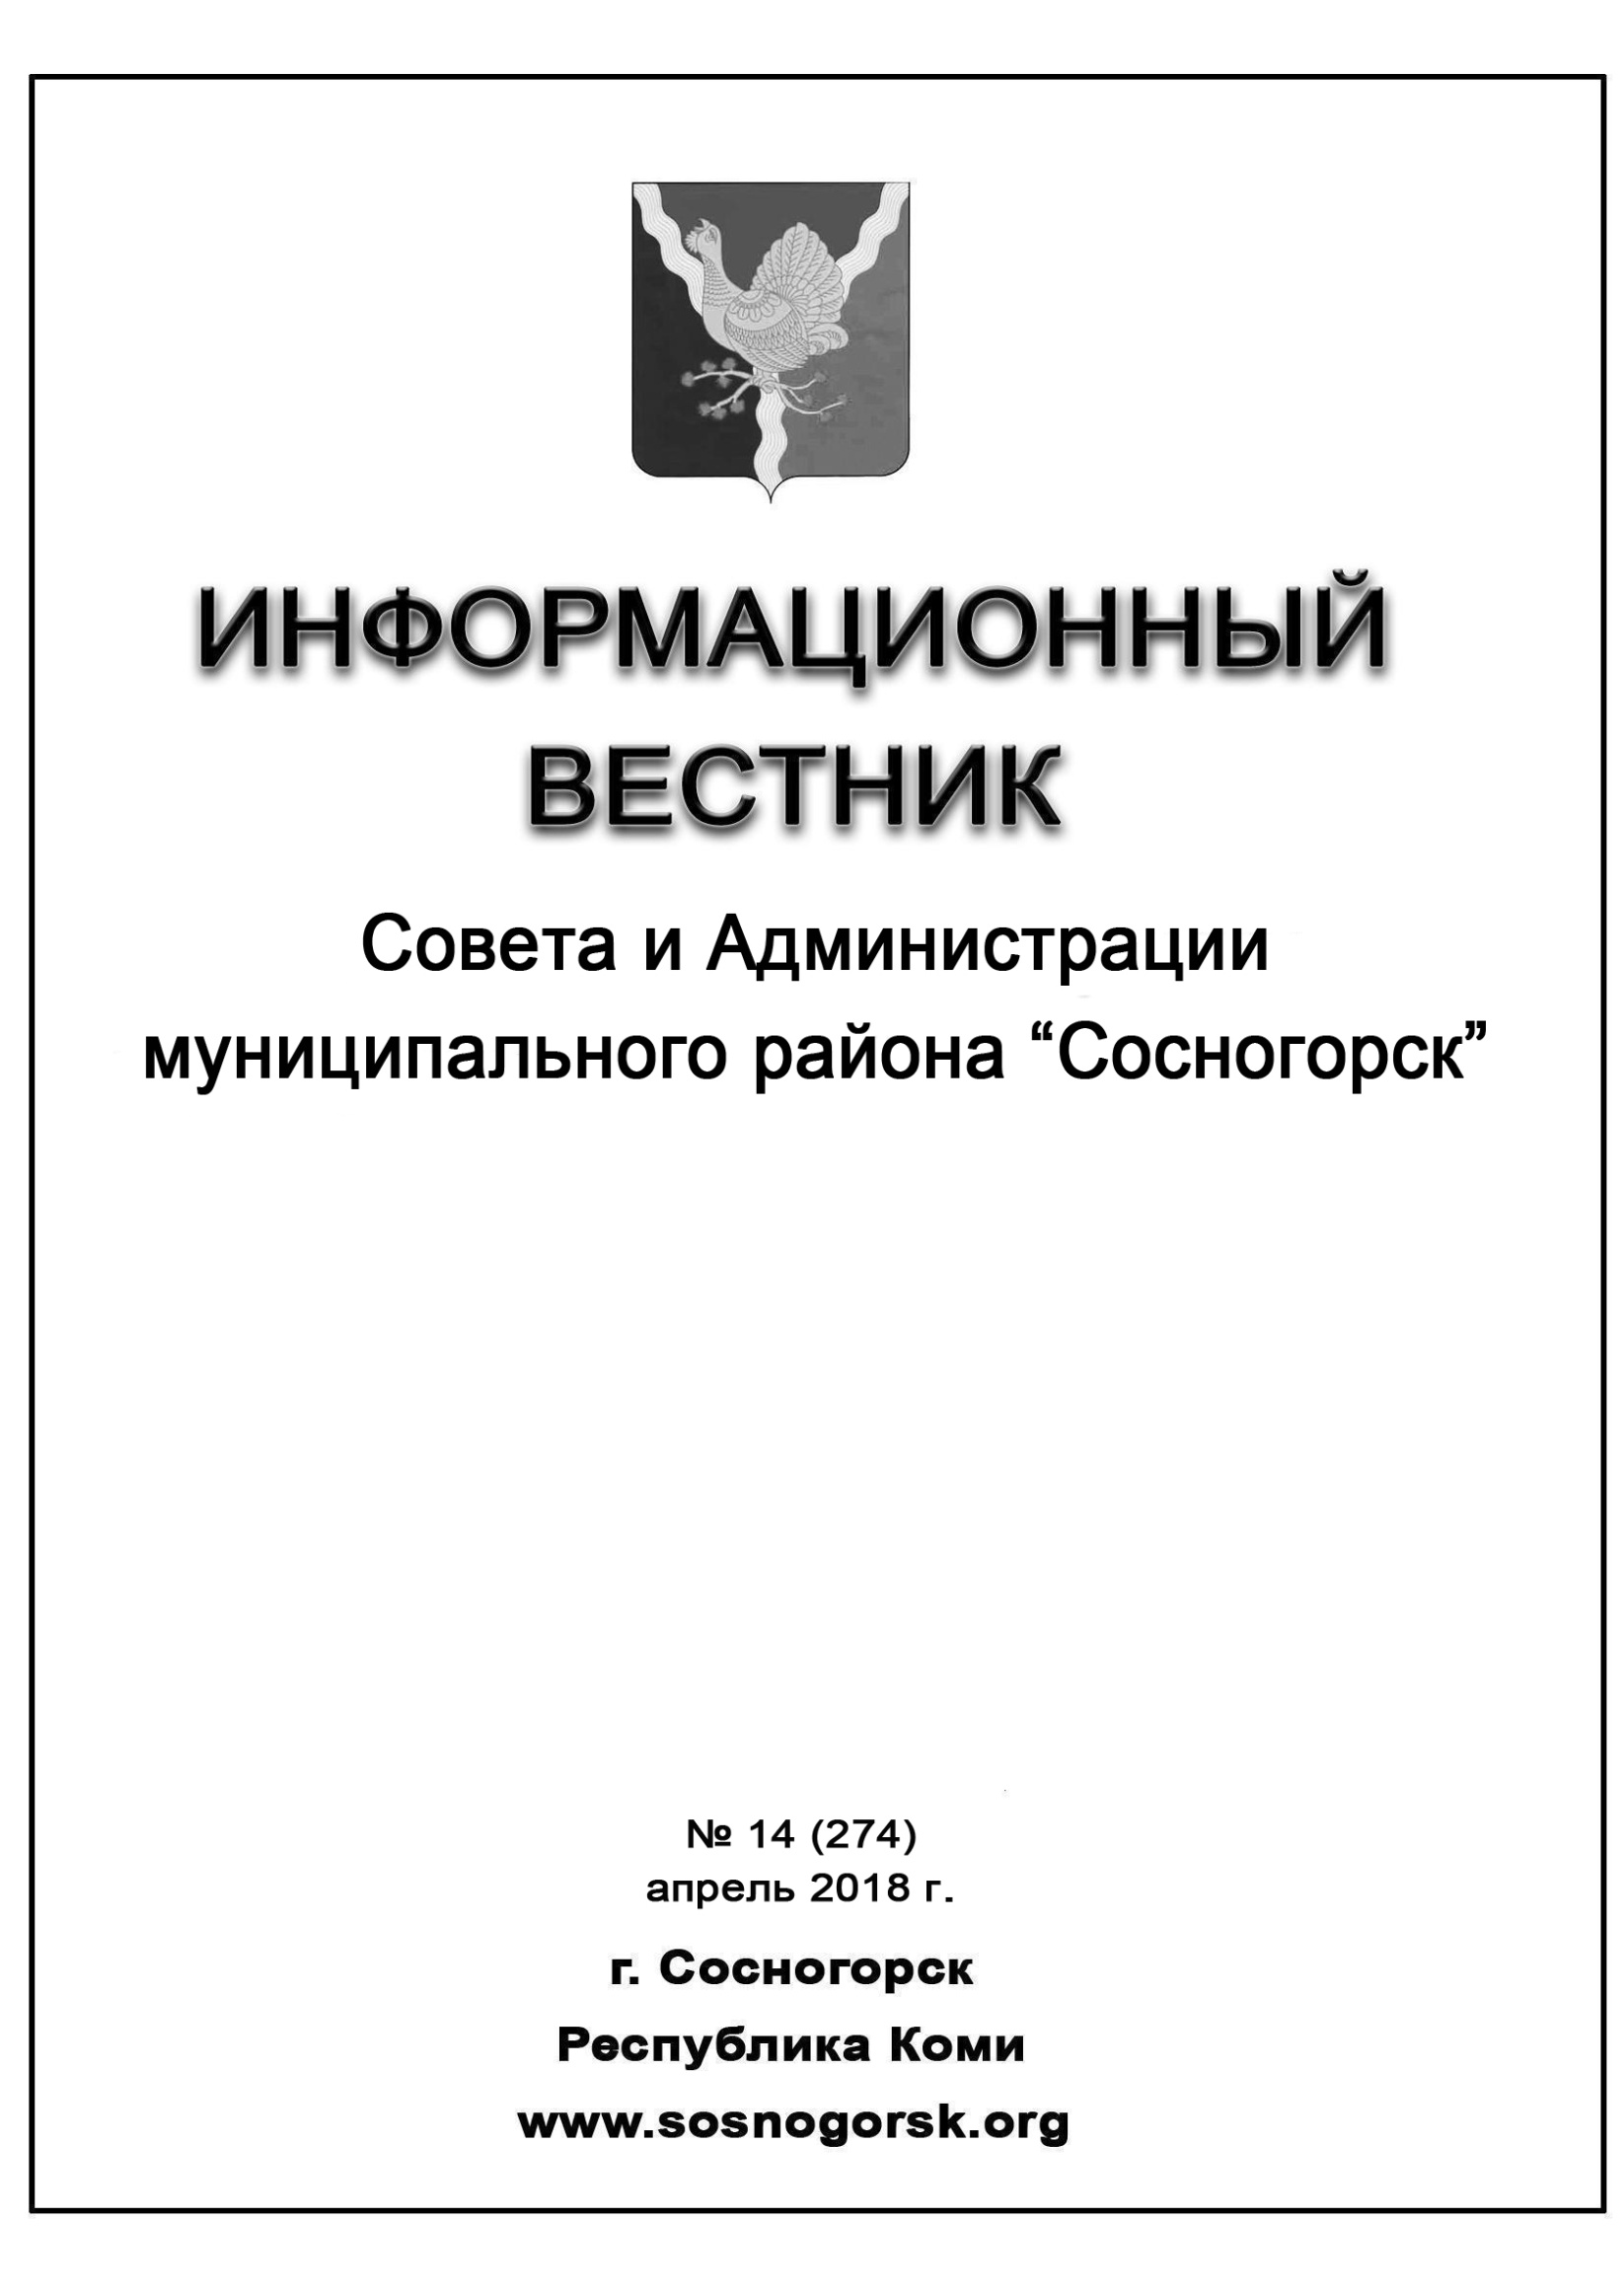 ИНФОРМАЦИОННЫЙ
ВЕСТНИК
Совета и Администрации
муниципального района “Сосногорск”
№ 14 (274)
апрель 2018 г.
г. Сосногорск
Республика Коми
www.sosnogorsk.org